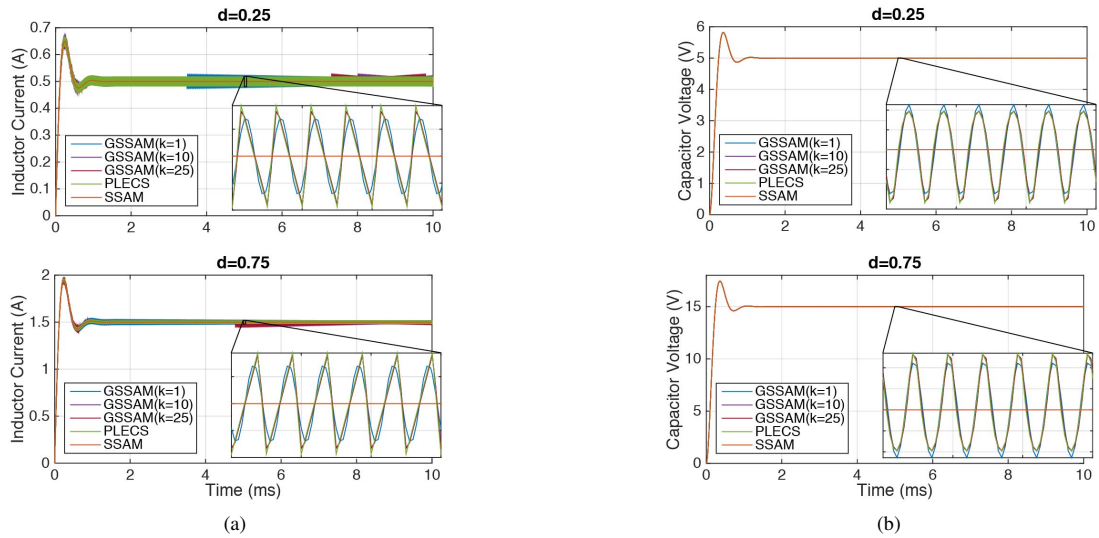 d=0.25
Inductor Current (A)
0.7
0.6
0.5
0.4
0.3
0.2
0.1
0
GSSAM(k=1)
GSSAM(k=10)
GSSAM(k=25)
PLECS
SSAM
0 2 4 6 8 10
d=0.75
Inductor Current (A)
2
1.5
1
0.5
0
GSSAM(k=1)
GSSAM(k=10)
GSSAM(k=25)
PLECS
SSAM
0 2 4 6 8 10
Time (ms)
(a)
d=0.25
Capacitor Voltage (V)
6
5
4
3
2
1
0
GSSAM(k=1)
GSSAM(k=10)
GSSAM(k=25)
PLECS
SSAM
0 2 4 6 8 10
d=0.75
Capacitor Voltage (V)
15
10
5
0
GSSAM(k=1)
GSSAM(k=10)
GSSAM(k=25)
PLECS
SSAM
0 2 4 6 8 10
Time (ms)
(b)